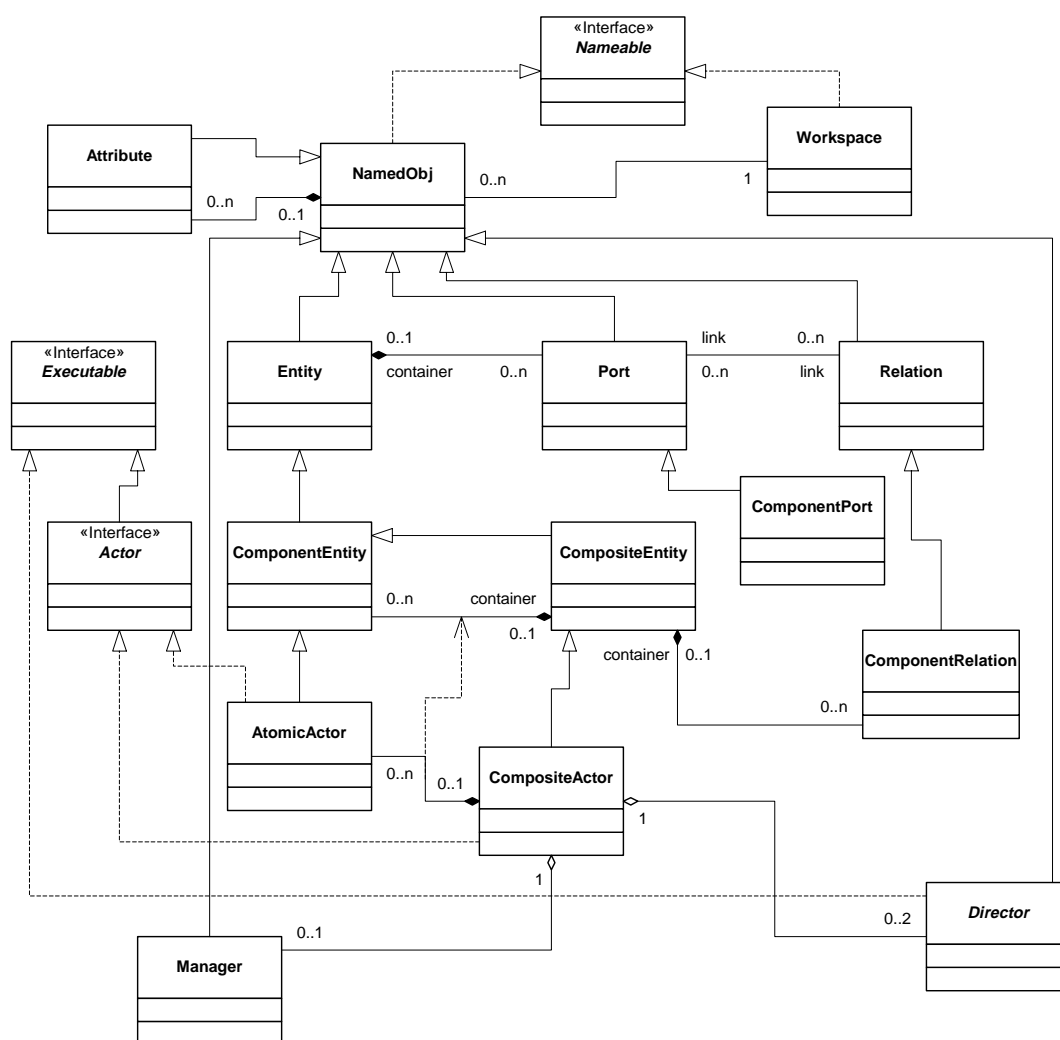 «Interface»
Nameable
Workspace
Attribute
NamedObj
0..n
1
0..n
0..1
0..1
link
0..n
«Interface»
Executable
Entity
container
0..n
Port
0..n
link
Relation
ComponentPort
«Interface»
Actor
ComponentEntity
CompositeEntity
0..n
container
0..1
container
0..1
ComponentRelation
0..n
AtomicActor
0..n
0..1
CompositeActor
1
1
0..2
Director
0..1
Manager